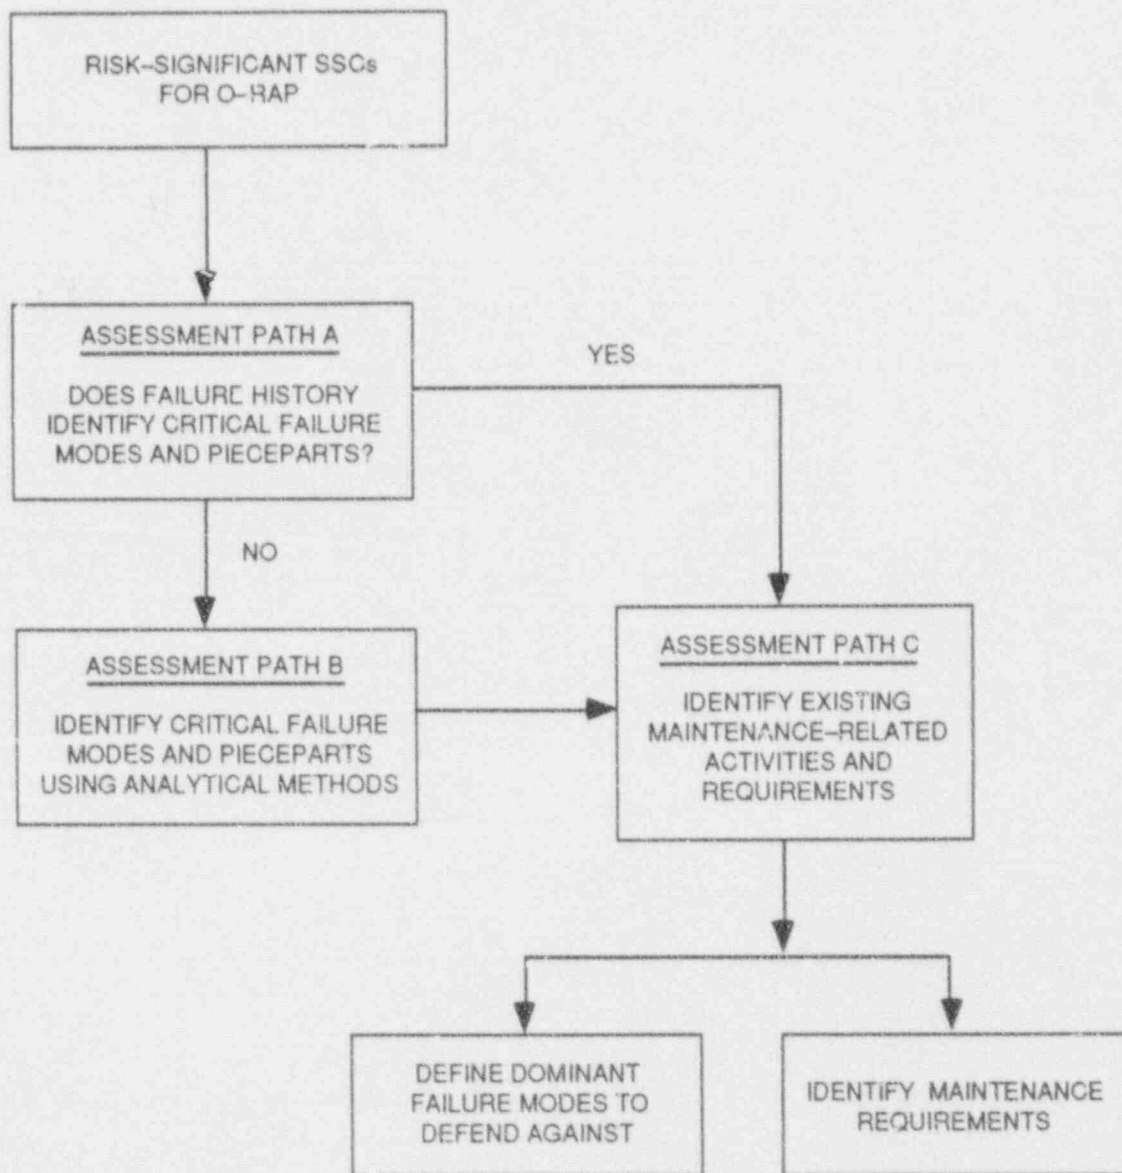 RISK–SIGNIFICANT SSCs
FOR O–RAP
ASSESSMENT PATH A
DOES FAILURE HISTORY
IDENTIFY CRITICAL FAILURE
MODES AND PIECEPARTS?
YES
NO
ASSESSMENT PATH B
IDENTIFY CRITICAL FAILURE
MODES AND PIECEPARTS
USING ANALYTICAL METHODS
ASSESSMENT PATH C
IDENTIFY EXISTING
MAINTENANCE–RELATED
ACTIVITIES AND
REQUIREMENTS
DEFINE DOMINANT
FAILURE MODES TO
DEFEND AGAINST
IDENTIFY MAINTENANCE
REQUIREMENTS